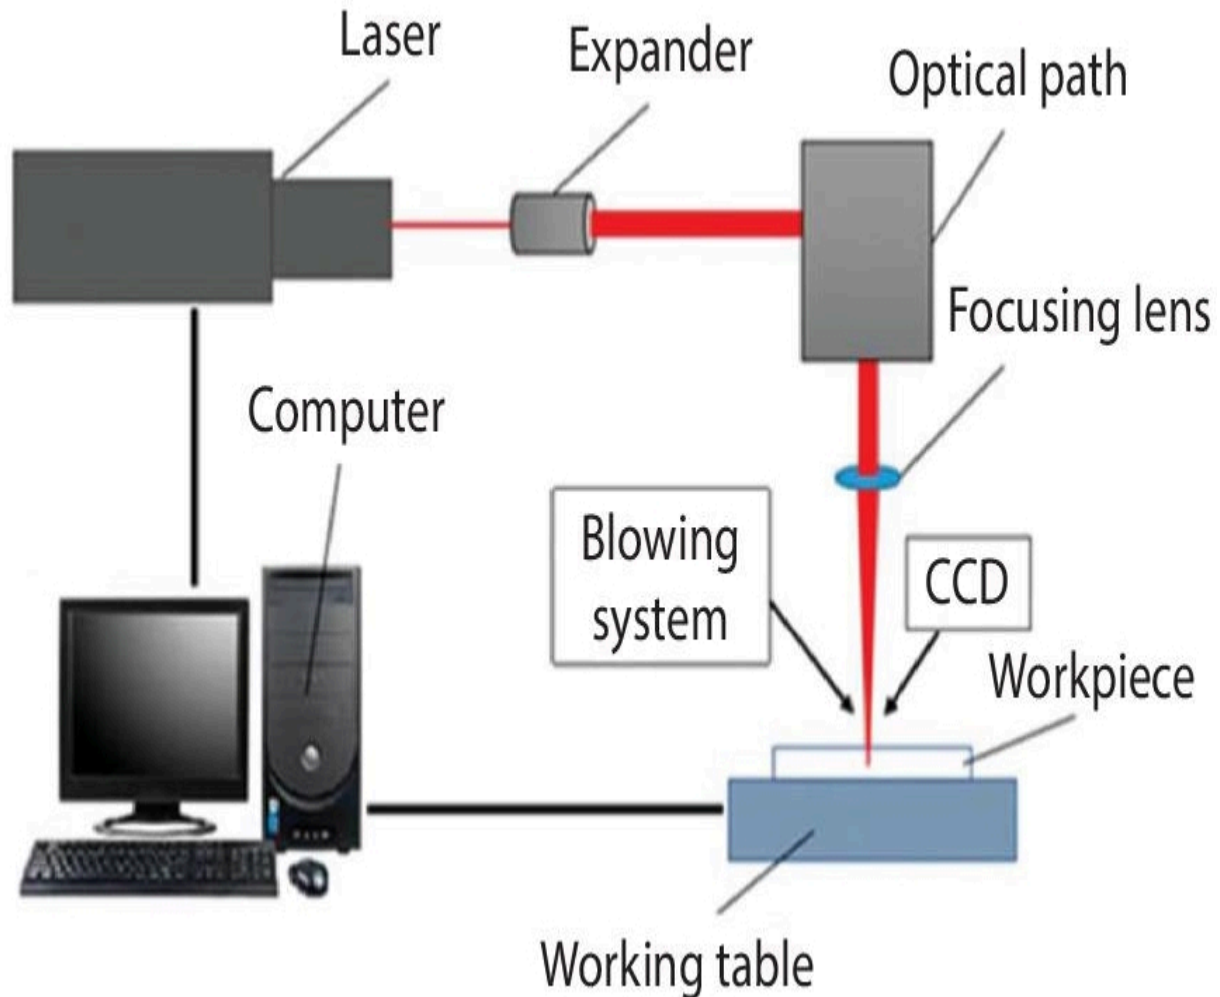 Laser
Expander
Optical path
Focusing lens
Computer
Blowing
system
CCD
Workpiece
Working table